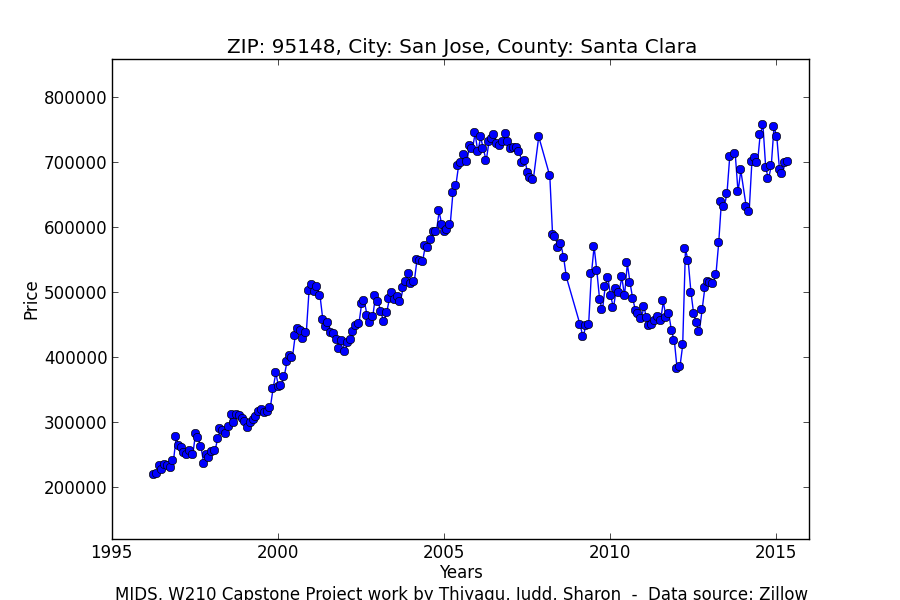 ZIP: 95148, City: San Jose, County: Santa Clara
800000
700000
600000
500000
400000
300000
200000
Price
1995 2000 2005 2010 2015
Years
MIDS, W210 Capstone Project work by Thiyagu, Judd, Sharon - Data source: Zillow